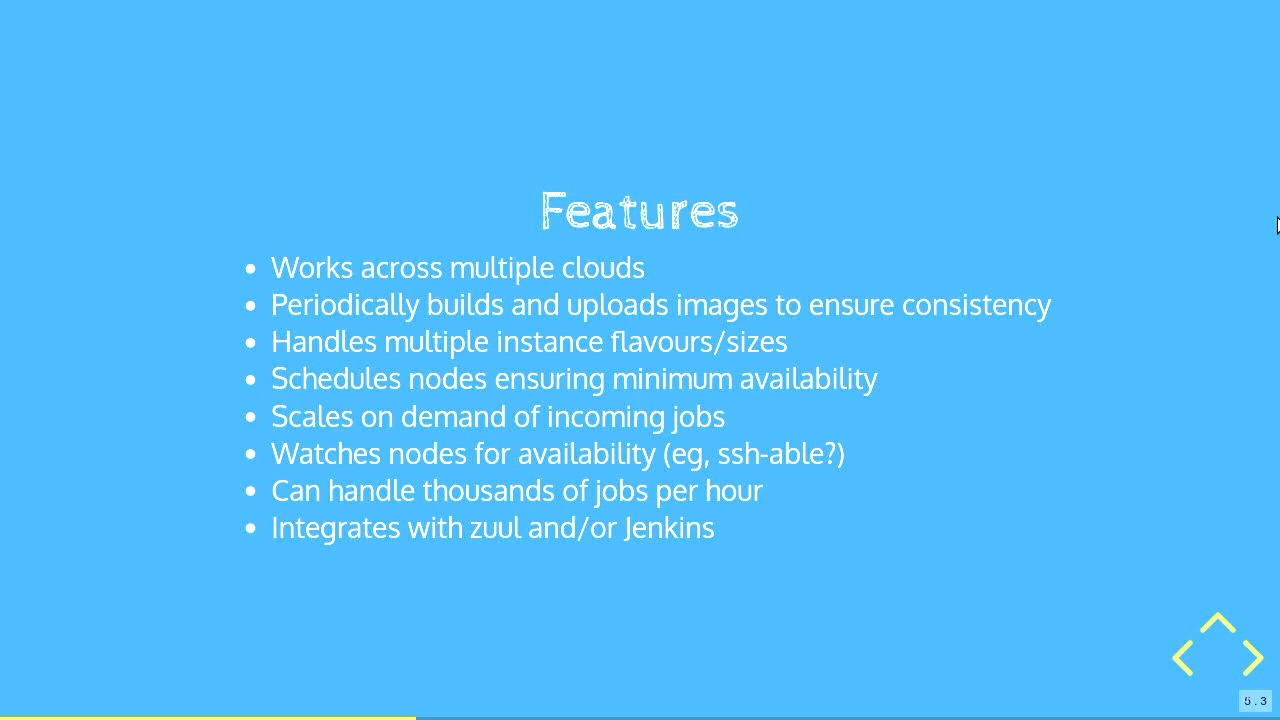 Features
• Works across multiple clouds
• Periodically builds and uploads images to ensure consistency
• Handles multiple instance flavours/sizes
• Schedules nodes ensuring minimum availability
• Scales on demand of incoming jobs
• Watches nodes for availability (eg, ssh-able?)
• Can handle thousands of jobs per hour
• Integrates with zuul and/or Jenkins
5.3